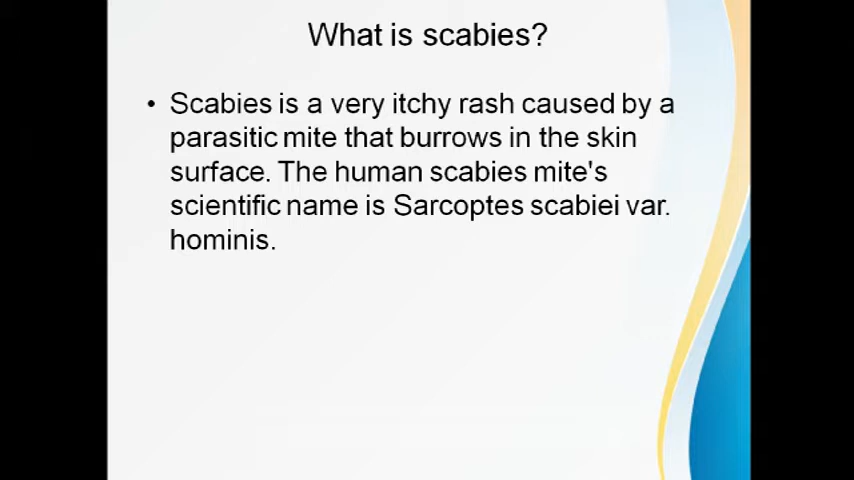 What is scabies?
• Scabies is a very itchy rash caused by a
parasitic mite that burrows in the skin
surface. The human scabies mite's
scientific name is Sarcoptes scabiei var.
hominis.